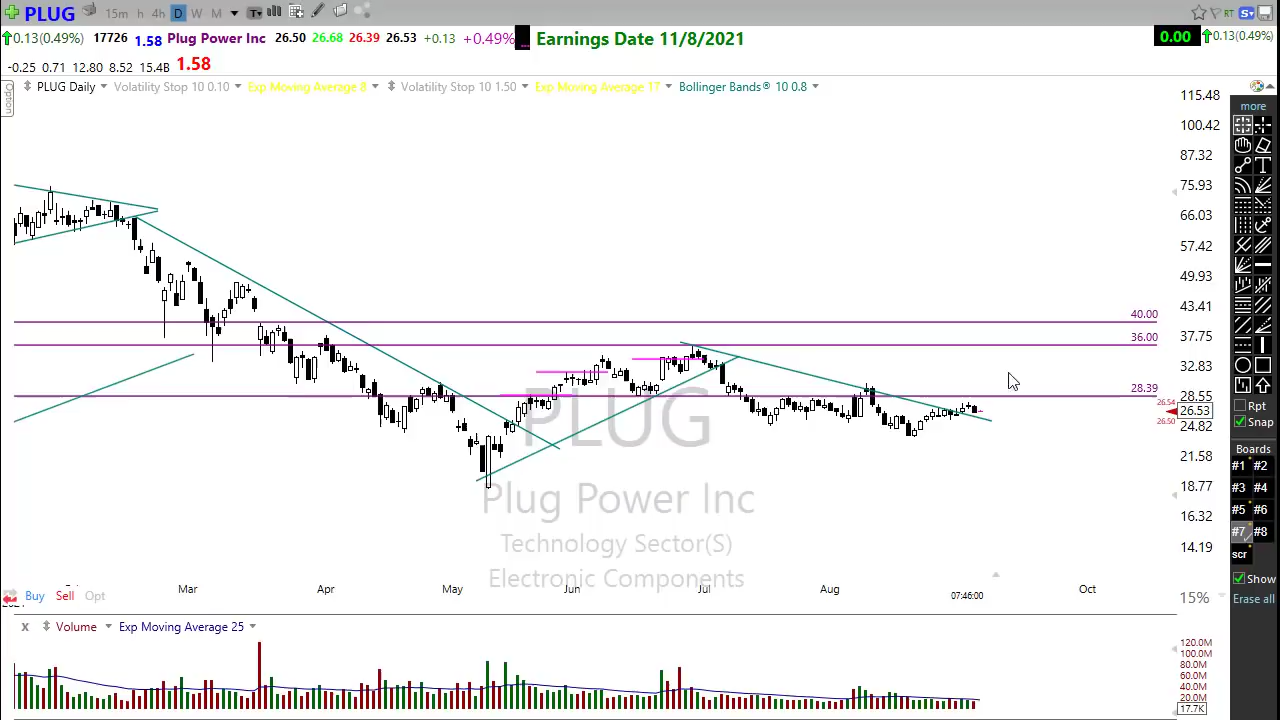 PLUG 15m h 4h D W M
0.13(0.49%) 17726 1.58 Plug Power Inc 26.50 26.68 26.39 26.53 +0.13 +0.49% Earnings Date 11/8/2021 0.00 0.13(0.49%)
RT
-0.25 0.71 12.80 8.52 15.4B 1.58
Option
PLUG Daily Volatility Stop 10 0.10 Exp Moving Average 8 Volatility Stop 10 1.50 Exp Moving Average 17 Bollinger Bands® 10 0.8
115.48
more
100.42
87.32
75.93
66.03
57.42
49.93
43.41
40.00
37.75
36.00
32.83
28.39
28.55
26.54
26.53
26.50
24.82
21.58
18.77
16.32
14.19
Rpt
Snap
Boards
#1 #2
#3 #4
#5 #6
#7 #8
scr
Show
Erase all
PLUG
Plug Power Inc
Technology Sector(S)
Electronic Components
Mar Apr May Jun Jul Aug 07:46:00 Oct
Buy Sell Opt
15%
X Volume Exp Moving Average 25
120.0M
100.0M
80.0M
60.0M
40.0M
20.0M
17.7K